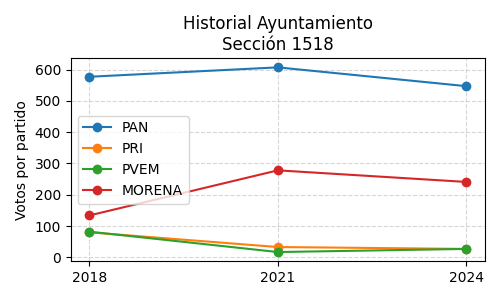 Historial Ayuntamiento
Sección 1518
Votos por partido
600
500
400
300
200
100
0
PAN
PRI
PVEM
MORENA
2018
2021
2024